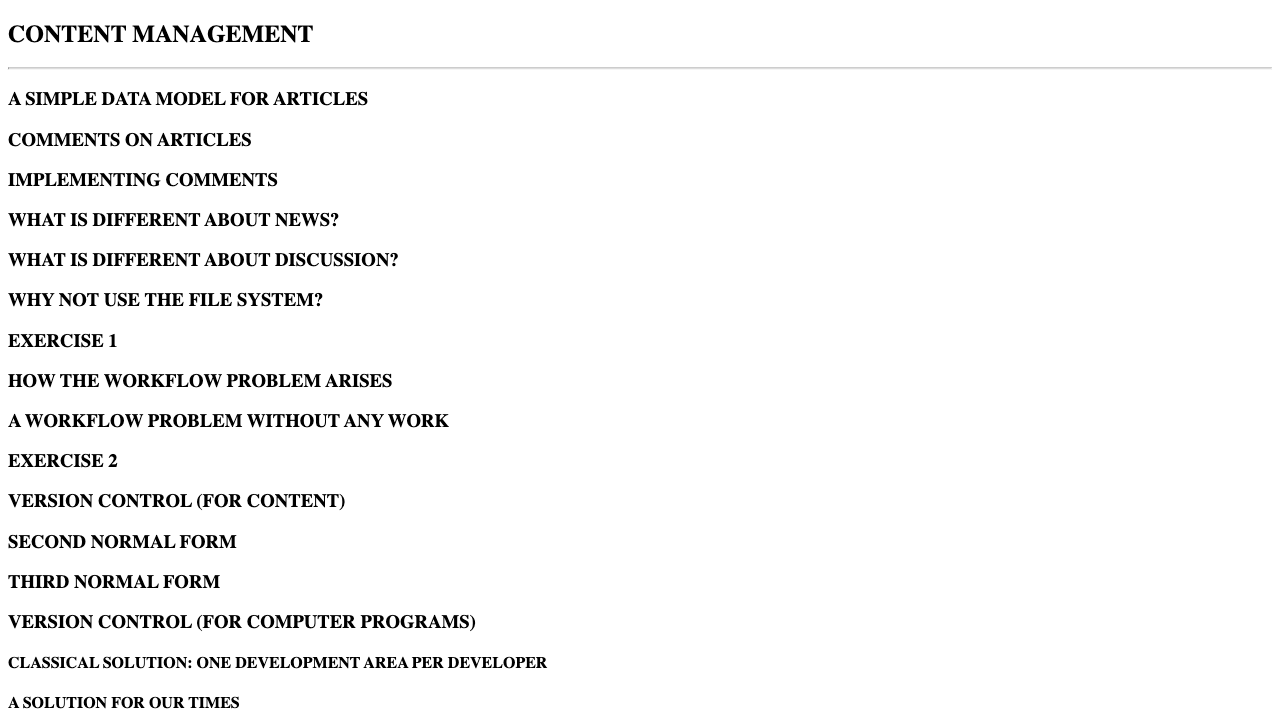 CONTENT MANAGEMENT
A SIMPLE DATA MODEL FOR ARTICLES
COMMENTS ON ARTICLES
IMPLEMENTING COMMENTS
WHAT IS DIFFERENT ABOUT NEWS?
WHAT IS DIFFERENT ABOUT DISCUSSION?
WHY NOT USE THE FILE SYSTEM?
EXERCISE 1
HOW THE WORKFLOW PROBLEM ARISES
A WORKFLOW PROBLEM WITHOUT ANY WORK
EXERCISE 2
VERSION CONTROL (FOR CONTENT)
SECOND NORMAL FORM
THIRD NORMAL FORM
VERSION CONTROL (FOR COMPUTER PROGRAMS)
CLASSICAL SOLUTION: ONE DEVELOPMENT AREA PER DEVELOPER
A SOLUTION FOR OUR TIMES